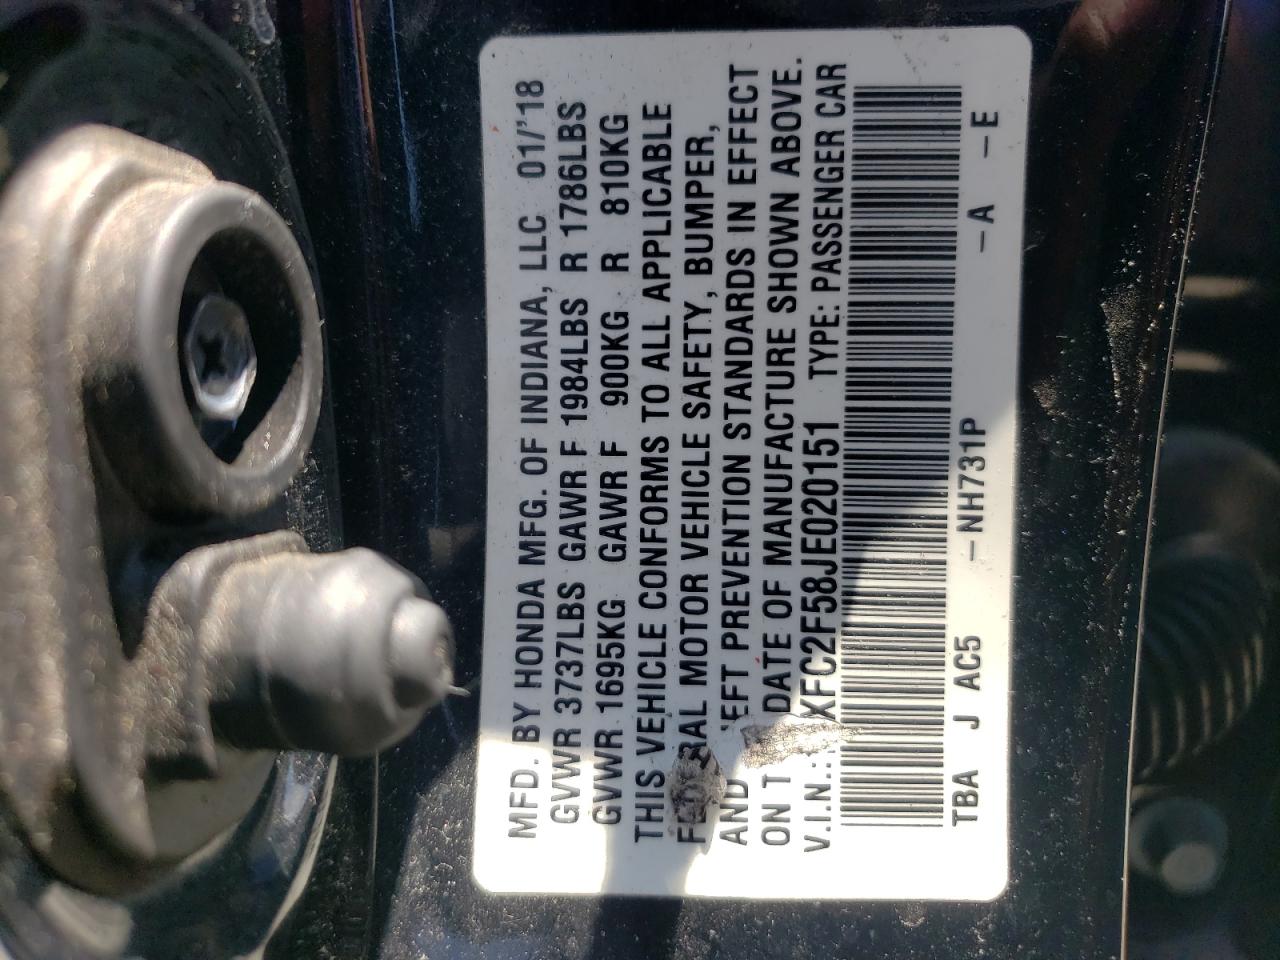 MFD. BY HONDA MFG. OF INDIANA, LLC 01/'18
GVWR 3737LBS GAWR F 1984LBS R 1786LBS
GVWR 1695KG GAWR F 900KG R 810KG
THIS VEHICLE CONFORMS TO ALL APPLICABLE
MOTOR VEHICLE SAFETY, BUMPER,
AND PREVENTION STANDARDS IN EFFECT
ON DATE OF MANUFACTURE SHOWN ABOVE.
V.I.N.: XFC2F58JE020151 TYPE: PASSENGER CAR
TBA J AC5 -NH731P -A -E